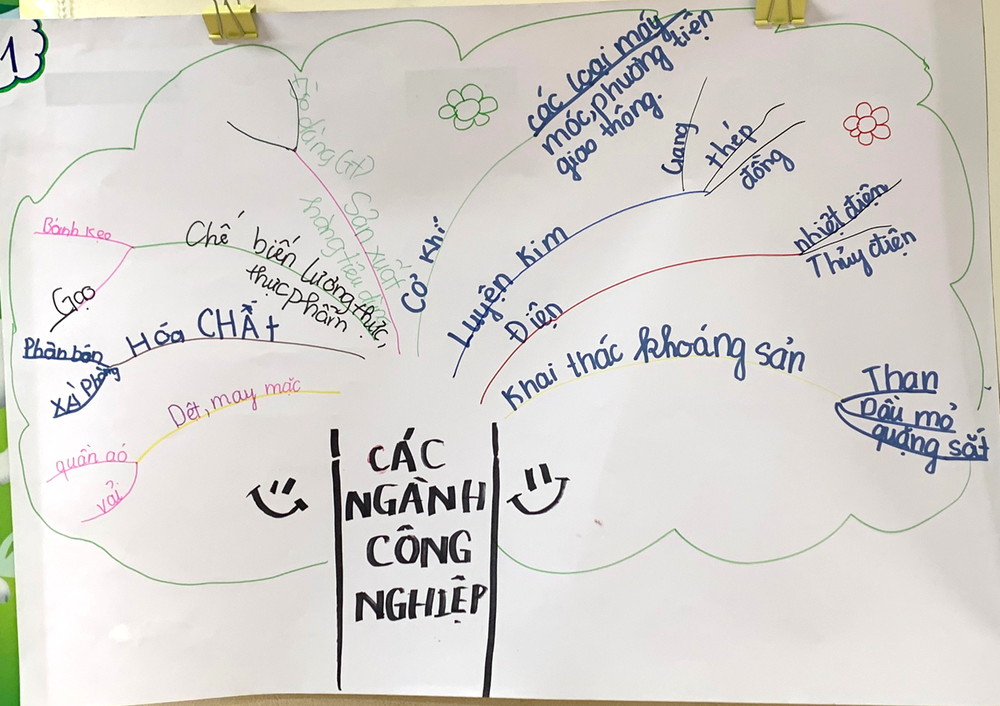 1
Đồ dùng GĐ
Sản xuất
hàng tiêu dùng
Bánh kẹo
Gạo
Chế biến Lương thực,
thực phẩm.
Phân bón
XÀ phòng
Hóa CHẤt
Dệt, may mặc
quần aó
vải
Cơ khí
các loại máy
móc, phương tiện
giao thông.
Luyện kim
Gang
thép
đồng
Điện
nhiệt điện
Thủy điện
Khai thác khoáng sản
Than
Dầu mỏ
quặng sắt
CÁC
NGÀNH
CÔNG
NGHIỆP